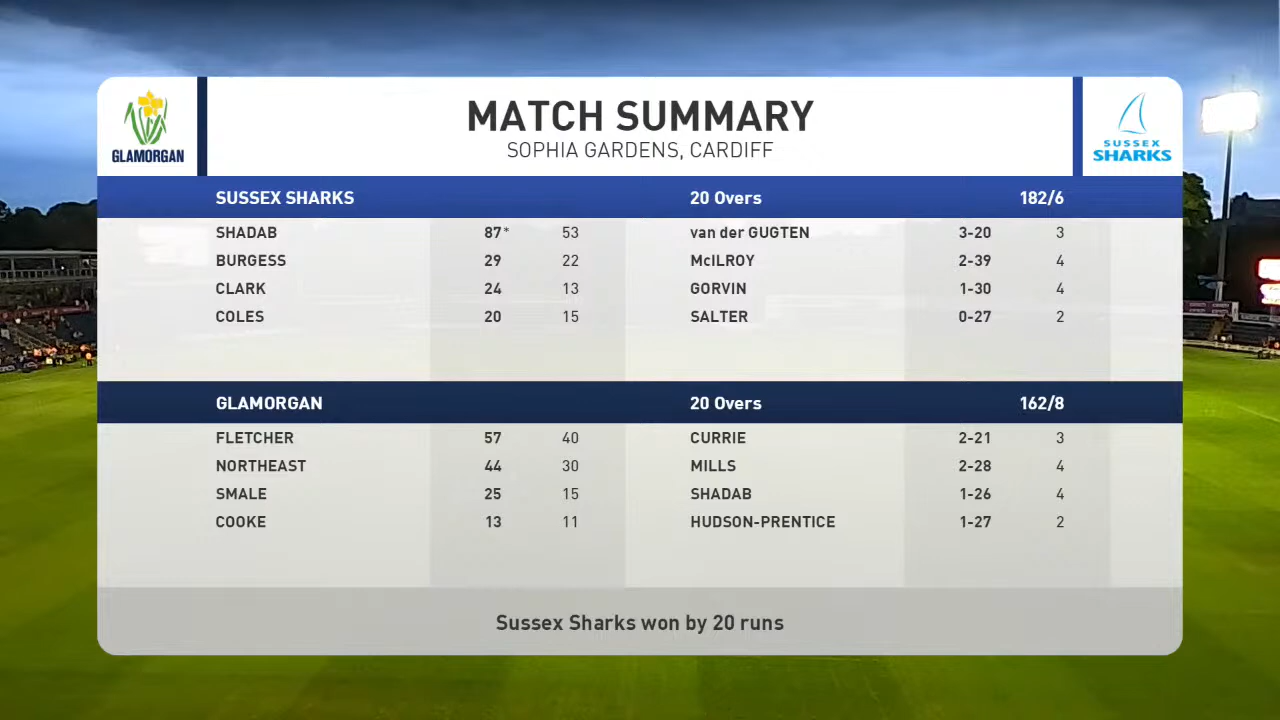 MATCH SUMMARY
SOPHIA GARDENS, CARDIFF
GLAMORGAN
SUSSEX
SHARKS
SUSSEX SHARKS 20 Overs 182/6
SHADAB 87* 53 van der GUGTEN 3-20 3
BURGESS 29 22 McILROY 2-39 4
CLARK 24 13 GORVIN 1-30 4
COLES 20 15 SALTER 0-27 2
GLAMORGAN 20 Overs 162/8
FLETCHER 57 40 CURRIE 2-21 3
NORTHEAST 44 30 MILLS 2-28 4
SMALE 25 15 SHADAB 1-26 4
COOKE 13 11 HUDSON-PRENTICE 1-27 2
Sussex Sharks won by 20 runs